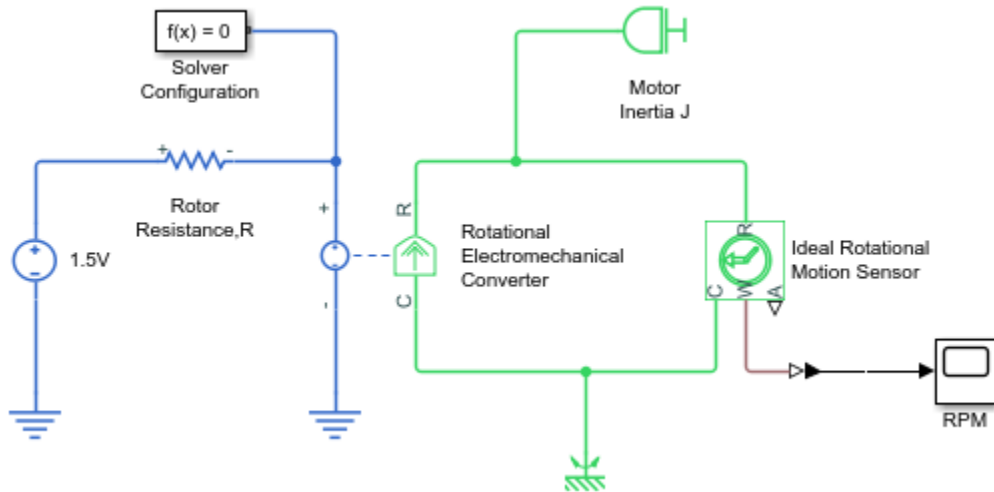 f(x) = 0
Solver
Configuration
Motor
Inertia J
+
-
Rotor
Resistance,R
+
-
1.5V
+
-
R
C
Rotational
Electromechanical
Converter
R
C
W
A
Ideal Rotational
Motion Sensor
RPM